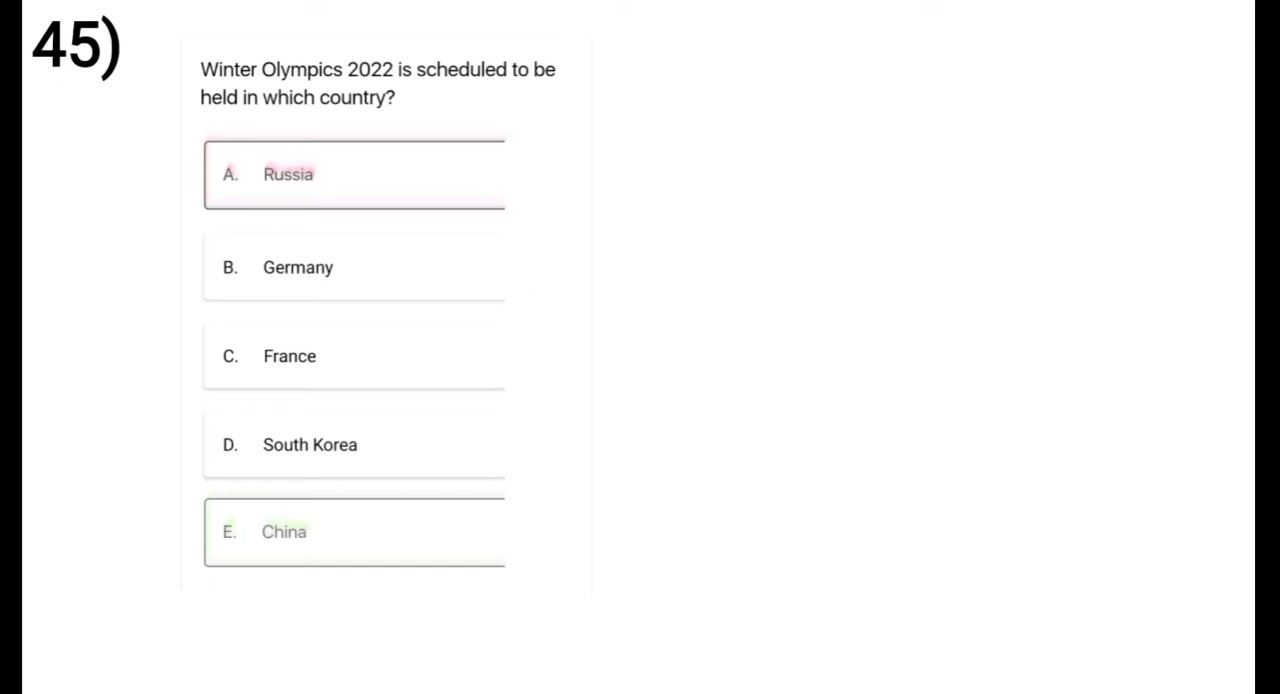 45)
Winter Olympics 2022 is scheduled to be
held in which country?
A. Russia
B. Germany
C. France
D. South Korea
E. China